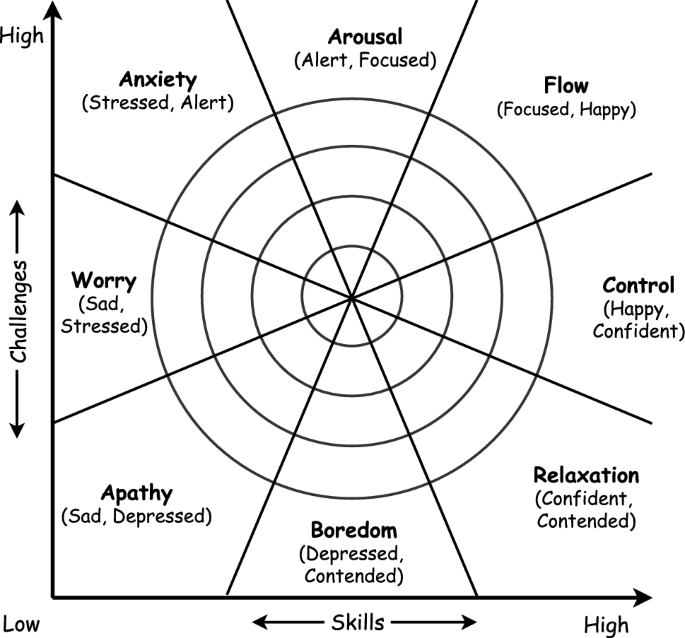 High
Arousal
(Alert, Focused)
Anxiety
(Stressed, Alert)
Flow
(Focused, Happy)
Challenges
Worry
(Sad,
Stressed)
Control
(Happy,
Confident)
Apathy
(Sad, Depressed)
Relaxation
(Confident,
Contended)
Boredom
(Depressed,
Contended)
Low
Skills
High